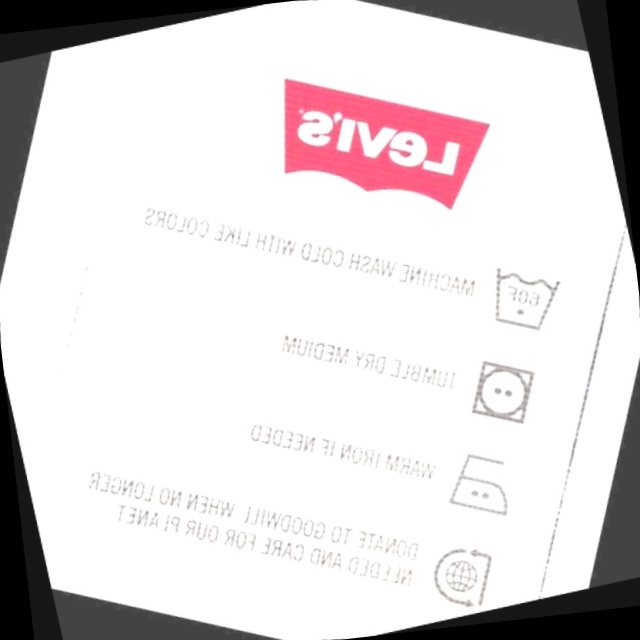 Levi's
MACHINE WASH COLD WITH LIKE COLORS
60F
TUMBLE DRY MEDIUM
WARM IRON IF NEEDED
DONATE TO GOODWILL WHEN NO LONGER
NEEDED AND CARE FOR OUR PLANET